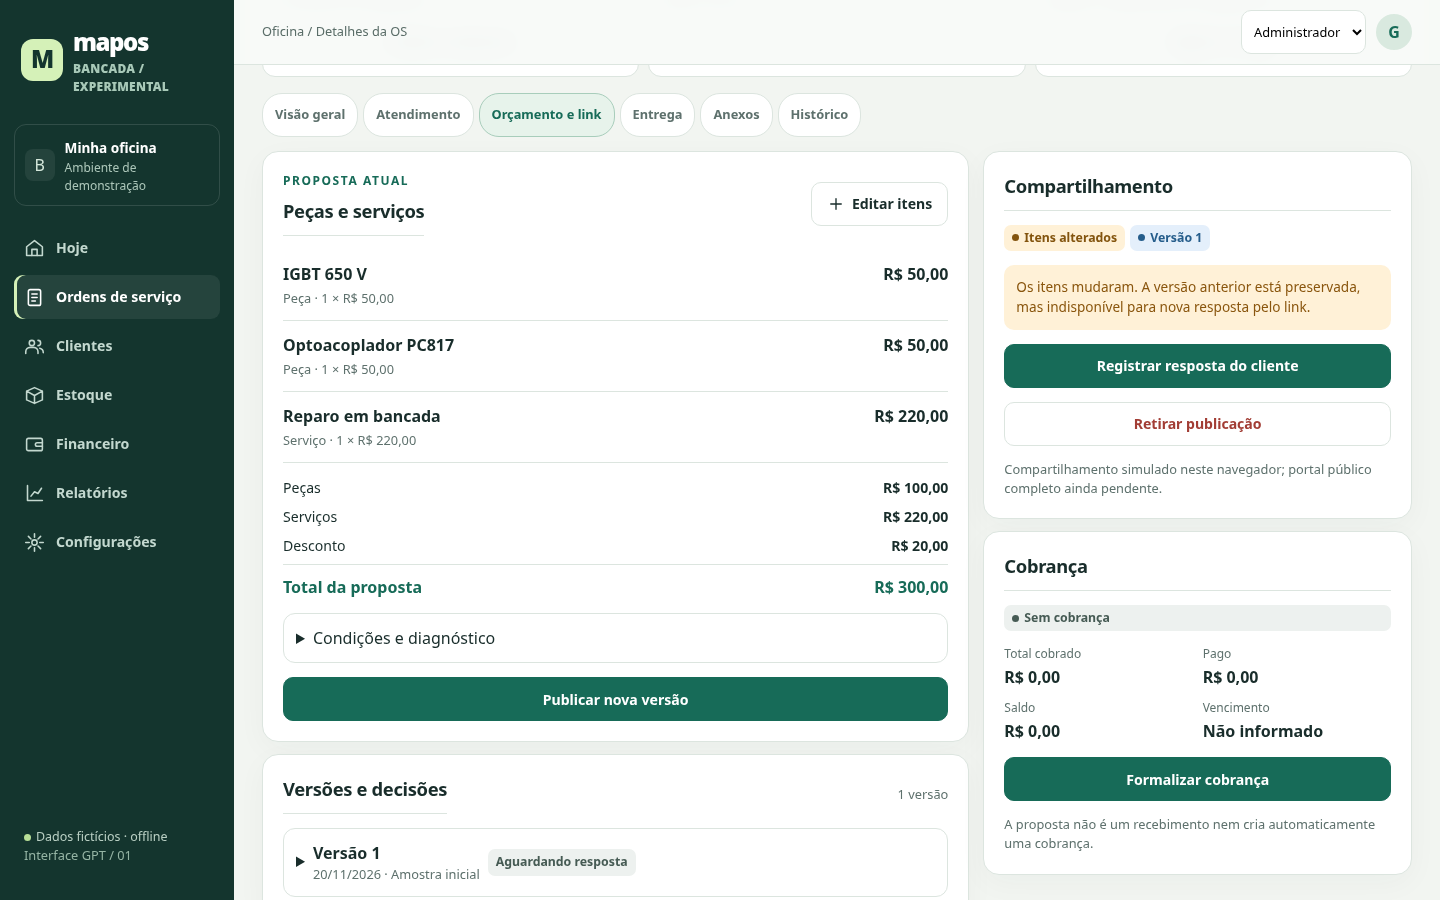 M
mapos
BANCADA /
EXPERIMENTAL
B
Minha oficina
Ambiente de
demonstração
Hoje
Ordens de serviço
Clientes
Estoque
Financeiro
Relatórios
Configurações
Dados fictícios · offline
Interface GPT / 01
Oficina / Detalhes da OS
Administrador
G
Visão geral
Atendimento
Orçamento e link
Entrega
Anexos
Histórico
PROPOSTA ATUAL
Peças e serviços
Editar itens
IGBT 650 V
R$ 50,00
Peça · 1 × R$ 50,00
Optoacoplador PC817
R$ 50,00
Peça · 1 × R$ 50,00
Reparo em bancada
R$ 220,00
Serviço · 1 × R$ 220,00
Peças
R$ 100,00
Serviços
R$ 220,00
Desconto
R$ 20,00
Total da proposta
R$ 300,00
Condições e diagnóstico
Publicar nova versão
Versões e decisões
1 versão
Versão 1
20/11/2026 · Amostra inicial
Aguardando resposta
Compartilhamento
Itens alterados
Versão 1
Os itens mudaram. A versão anterior está preservada,
mas indisponível para nova resposta pelo link.
Registrar resposta do cliente
Retirar publicação
Compartilhamento simulado neste navegador; portal público
completo ainda pendente.
Cobrança
Sem cobrança
Total cobrado
Pago
R$ 0,00
R$ 0,00
Saldo
Vencimento
R$ 0,00
Não informado
Formalizar cobrança
A proposta não é um recebimento nem cria automaticamente
uma cobrança.